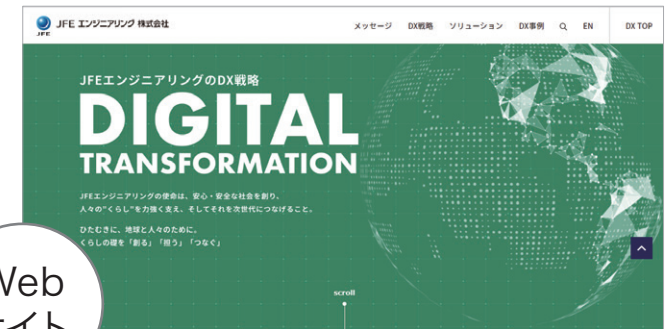 JFE
JFE エンジニアリング 株式会社
メッセージ DX戦略 ソリューション DX事例 EN DX TOP
JFEエンジニアリングのDX戦略
DIGITAL
TRANSFORMATION
JFEエンジニアリングの使命は、安心・安全な社会を創り、
人々の“くらし”を力強く支え、そしてそれを次世代につなげること。
ひたむきに、地球と人々のために。
くらしの礎を「創る」「担う」「つなぐ」
scroll
Web
サイト